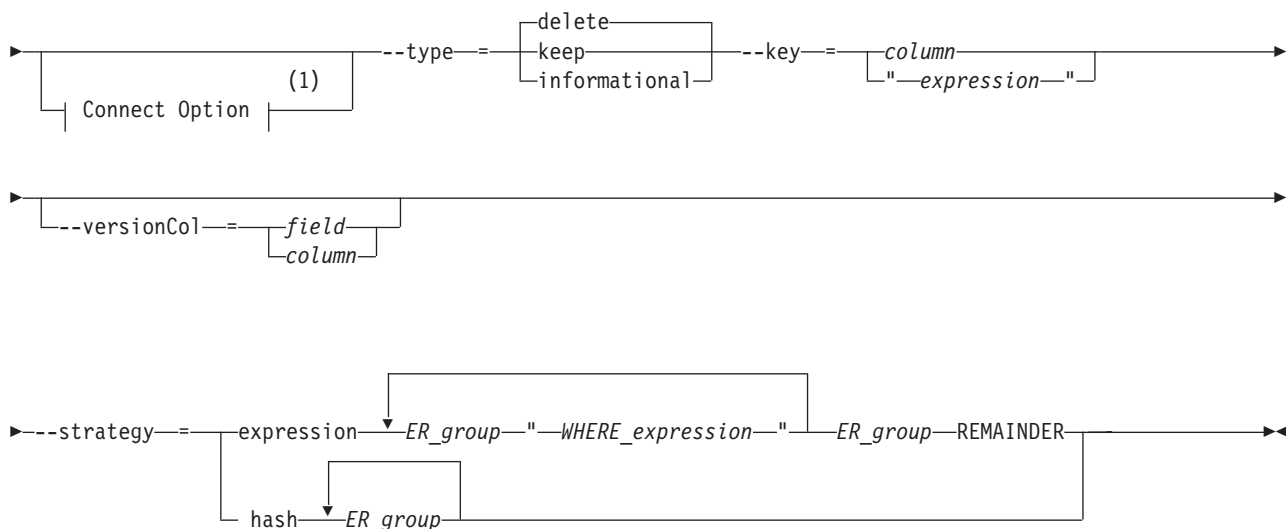 delete
--type = keep --key= column
informational "expression"
(1)
Connect Option
--versionCol = field
column
--strategy = expression ER_group "WHERE_expression" ER_group REMAINDER
hash ER_group